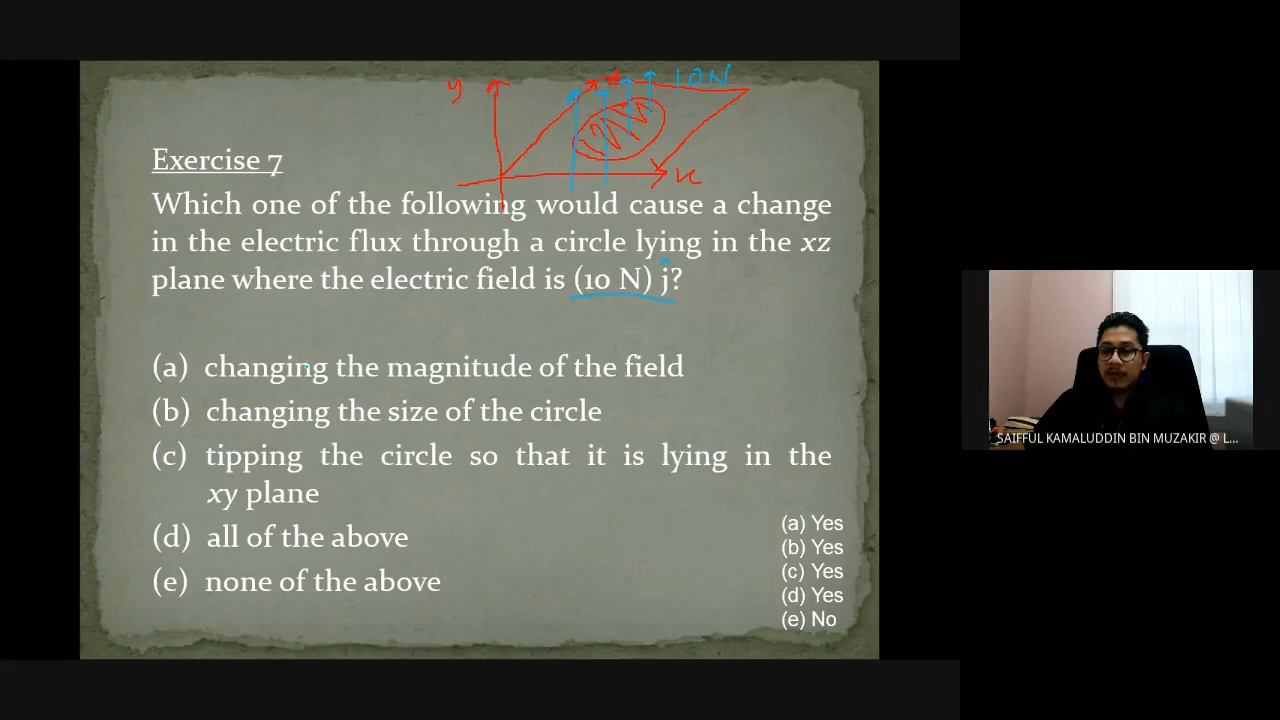 y
z
10 N
x
Exercise 7
Which one of the following would cause a change
in the electric flux through a circle lying in the xz
plane where the electric field is (10 N) j?
(a) changing the magnitude of the field
(b) changing the size of the circle
(c) tipping the circle so that it is lying in the
xy plane
(d) all of the above
(e) none of the above
(a) Yes
(b) Yes
(c) Yes
(d) Yes
(e) No
SAIFFUL KAMALUDDIN BIN MUZAKIR @ L...